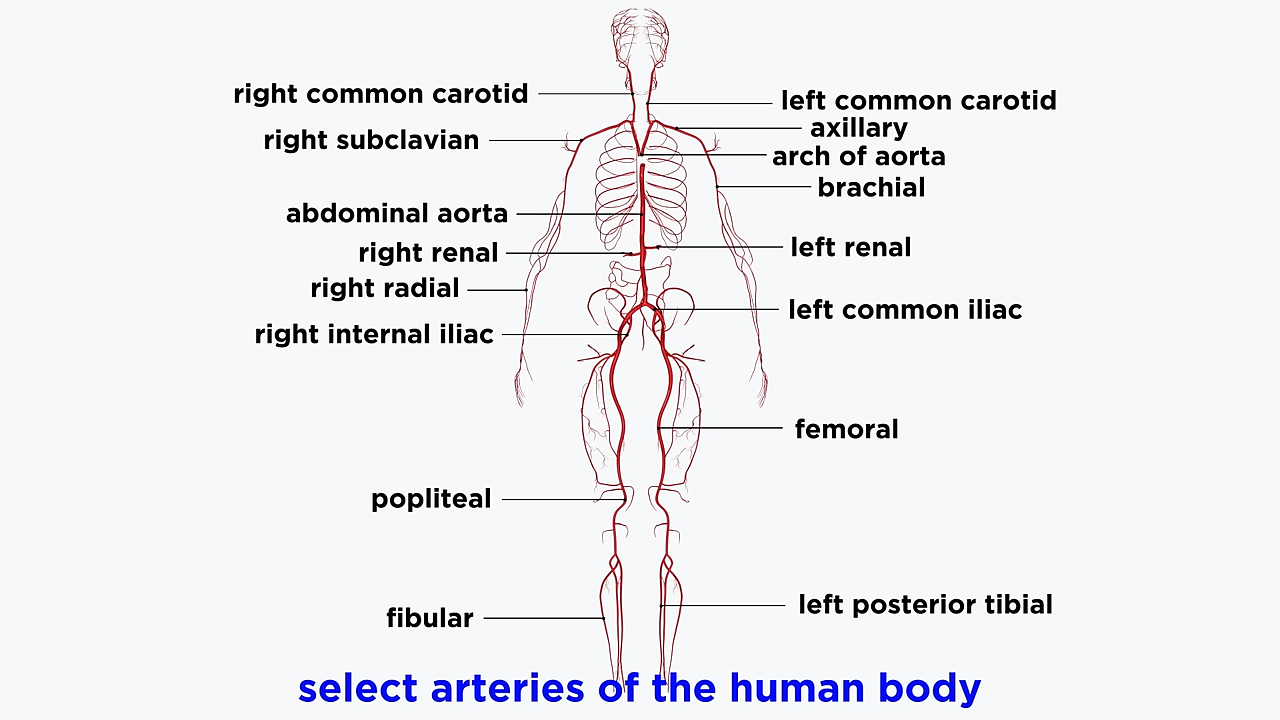 right common carotid
right subclavian
abdominal aorta
right renal
right radial
right internal iliac
popliteal
fibular
left common carotid
axillary
arch of aorta
brachial
left renal
left common iliac
femoral
left posterior tibial
select arteries of the human body